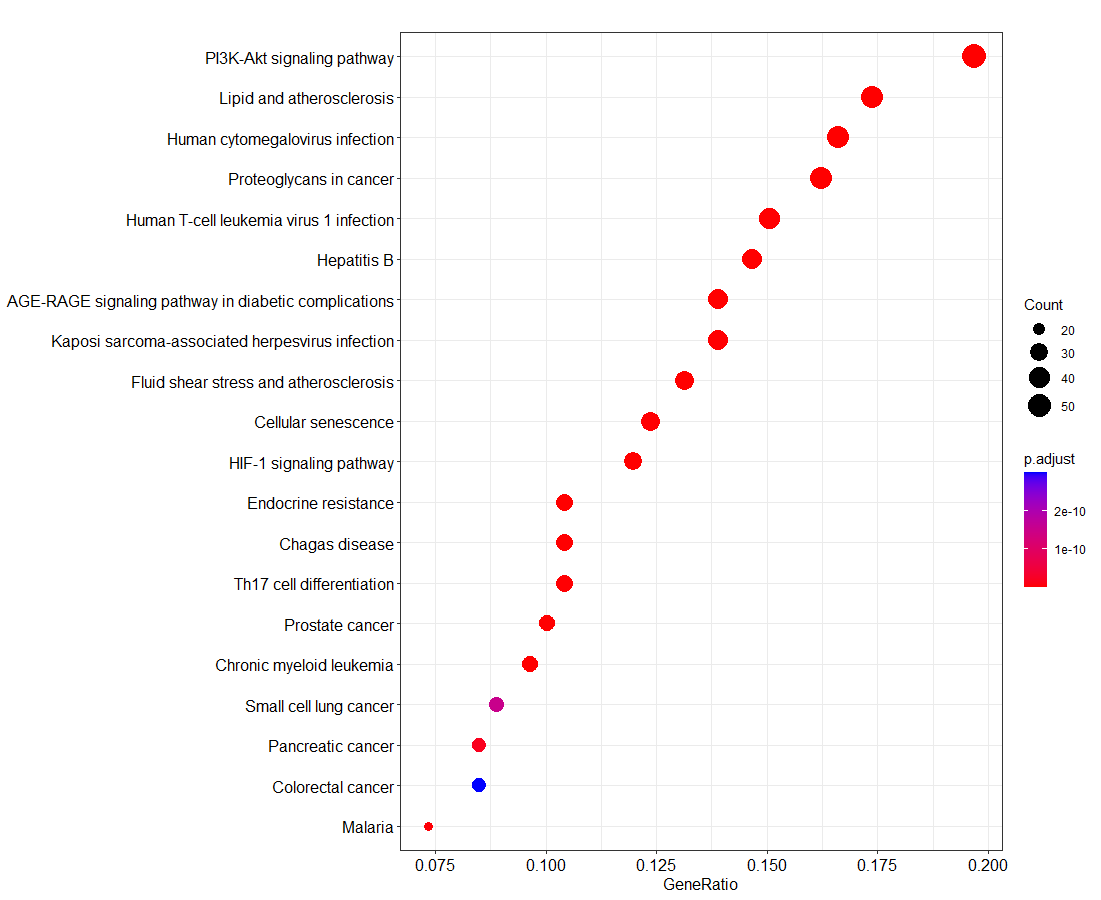 PI3K-Akt signaling pathway
Lipid and atherosclerosis
Human cytomegalovirus infection
Proteoglycans in cancer
Human T-cell leukemia virus 1 infection
Hepatitis B
AGE-RAGE signaling pathway in diabetic complications
Kaposi sarcoma-associated herpesvirus infection
Fluid shear stress and atherosclerosis
Cellular senescence
HIF-1 signaling pathway
Endocrine resistance
Chagas disease
Th17 cell differentiation
Prostate cancer
Chronic myeloid leukemia
Small cell lung cancer
Pancreatic cancer
Colorectal cancer
Malaria
0.075 0.100 0.125 0.150 0.175 0.200
GeneRatio
Count
20
30
40
50
p.adjust
2e-10
1e-10